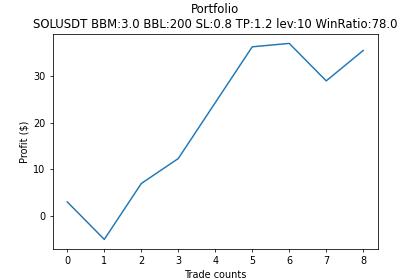 Portfolio
SOLUSDT BBM:3.0 BBL:200 SL:0.8 TP:1.2 lev:10 WinRatio:78.0
Profit ($)
30
20
10
0
0 1 2 3 4 5 6 7 8
Trade counts